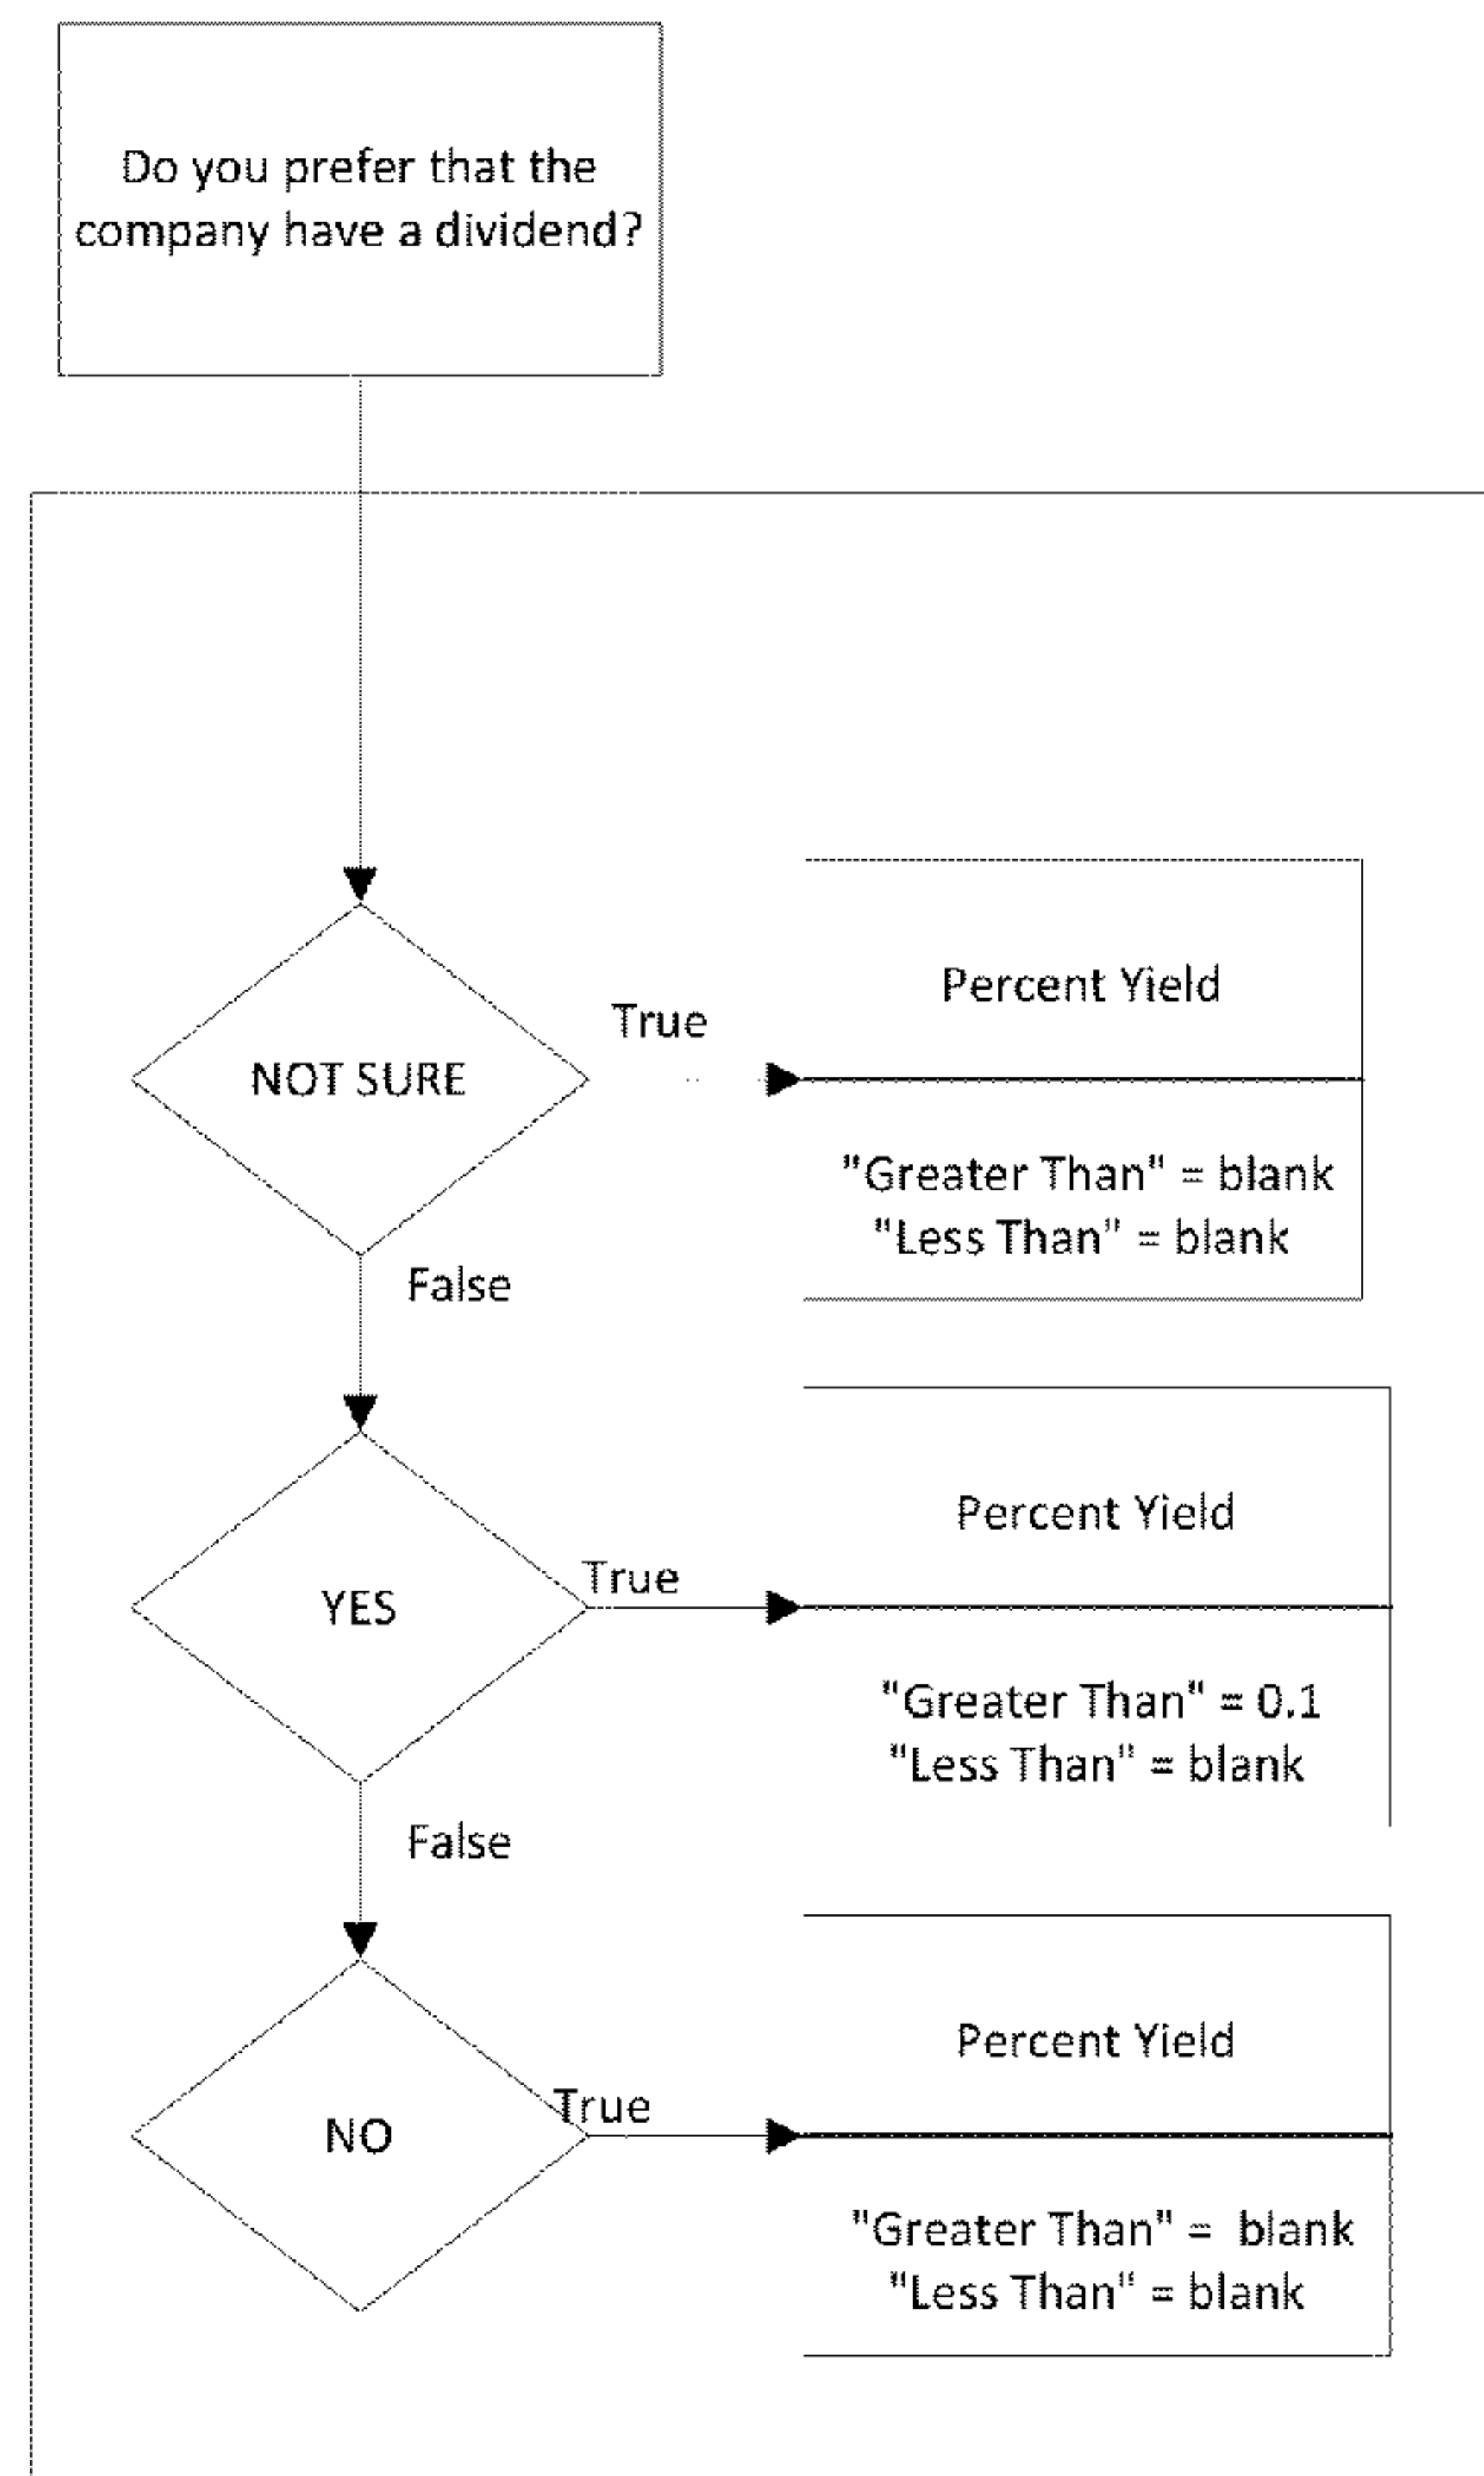 Do you prefer that the
company have a dividend?
Percent Yield
True
NOT SURE
"Greater Than" = blank
"Less Than" = blank
False
Percent Yield
True
YES
"Greater Than" = 0.1
"Less Than" = blank
False
Percent Yield
True
NO
"Greater Than" = blank
"Less Than" = blank